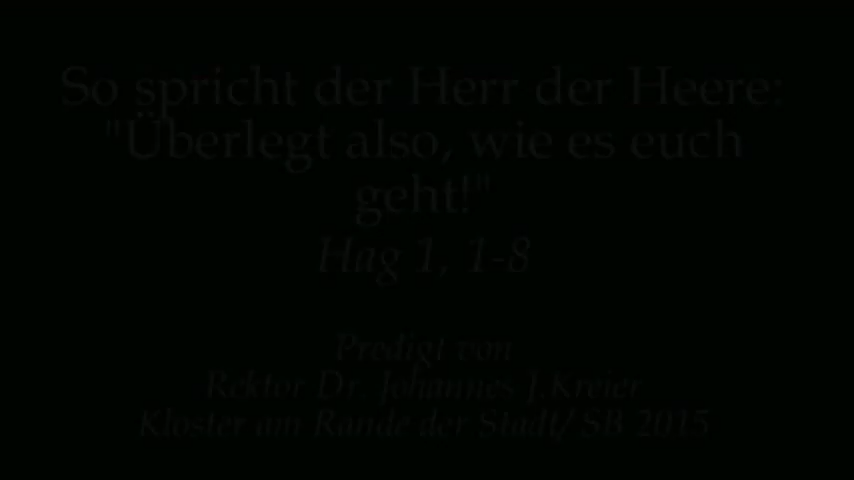 So spricht der Herr der Heere:
"Überlegt also, wie es euch
geht!"
Hag 1, 1-8
Predigt von
Rektor Dr. Johannes J.Kreier
Kloster am Rande der Stadt/ SB 2015